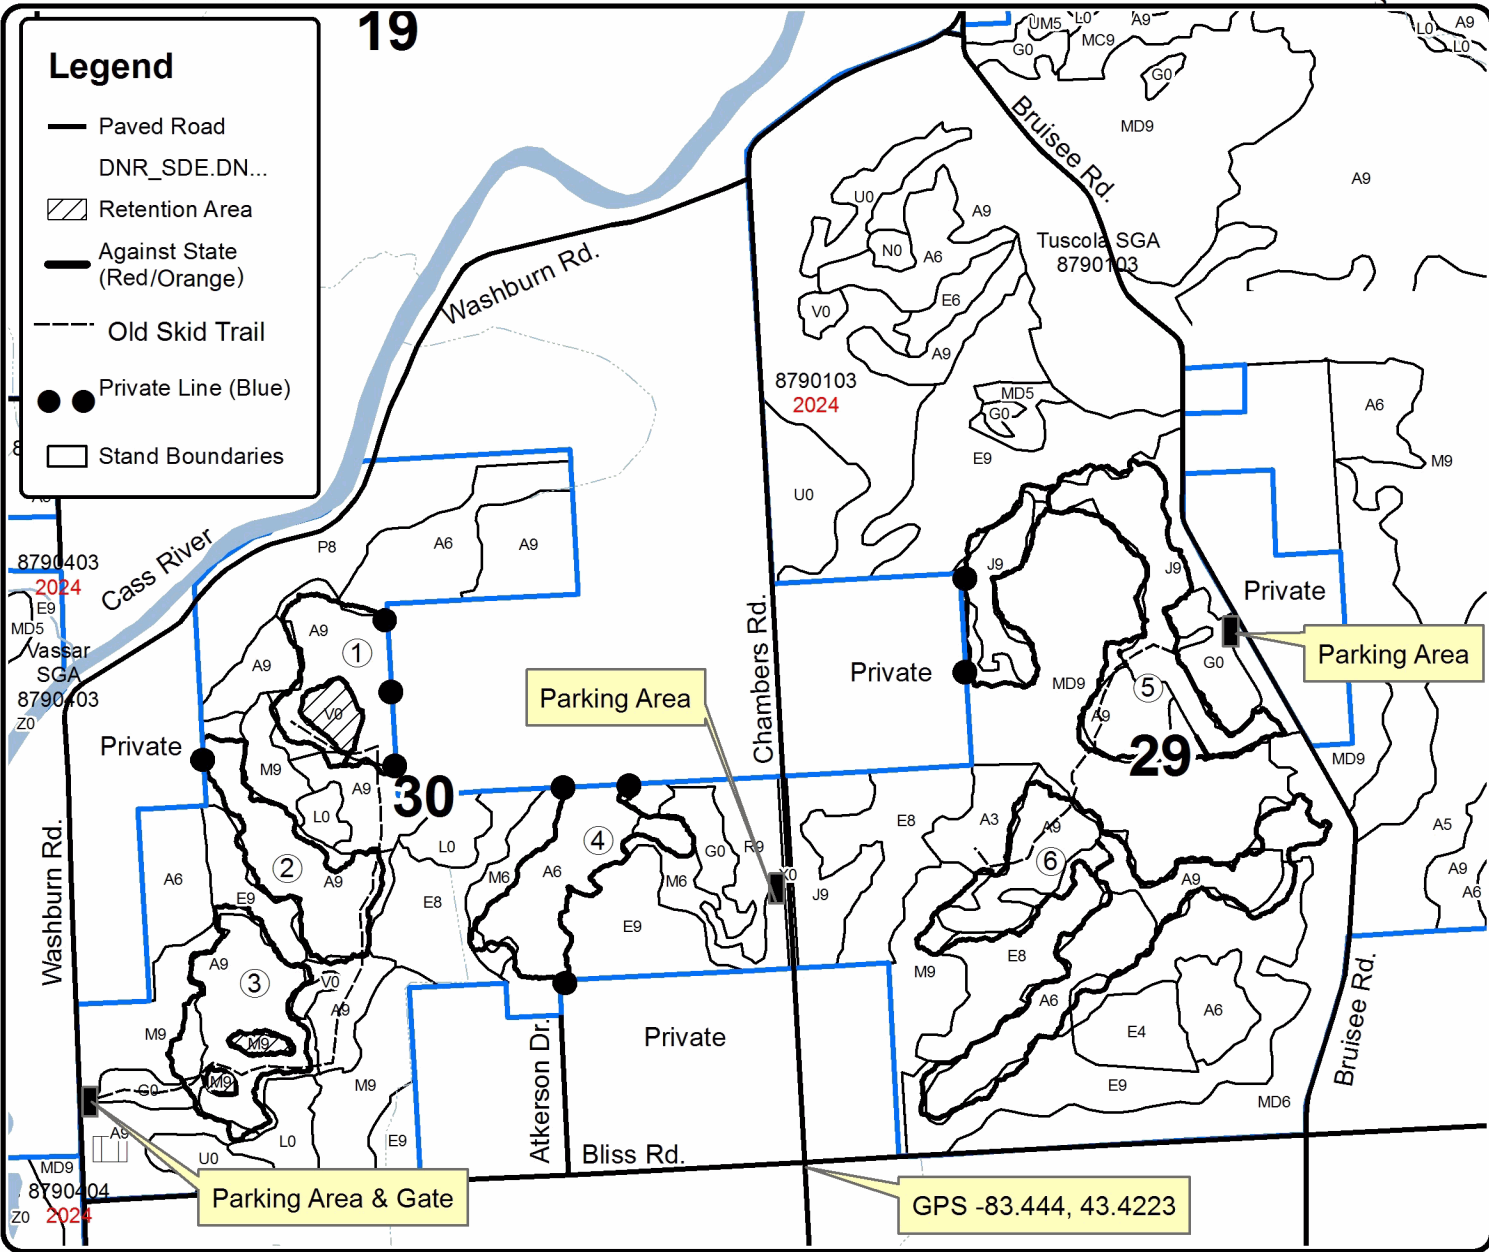 19
Legend
Paved Road
DNR_SDE.DN...
Retention Area
Against State
(Red/Orange)
Old Skid Trail
Private Line (Blue)
Stand Boundaries
UM5
L0
A9
G0
MC9
G0
MD9
L0
A9
L0
A9
Bruisee Rd.
Washburn Rd.
U0
A9
N0
A6
E6
V0
A9
Tuscola SGA
8790103
8790103
2024
MD5
G0
E9
U0
A6
M9
Cass River
P8
A6
A9
8790403
2024
E9
MD5
Vassar
SGA
8790403
Z0
J9
J9
Private
Parking Area
G0
A9
1
A9
V0
Private
Parking Area
Chambers Rd.
Private
MD9
5
A9
29
MD9
M9
A9
30
L0
L0
4
G0
R9
X0
E8
A3
A9
6
A5
A9
A6
Washburn Rd.
A6
2
A9
E9
E8
M6
A6
M6
E9
J9
A9
M9
E8
A9
3
V0
A9
M9
M9
M9
G0
M9
A9
MD9
8790404
2024
Z0
U0
L0
E9
Atkerson Dr.
Private
A6
E4
A6
E9
MD6
Bruisee Rd.
Bliss Rd.
Parking Area & Gate
GPS -83.444, 43.4223